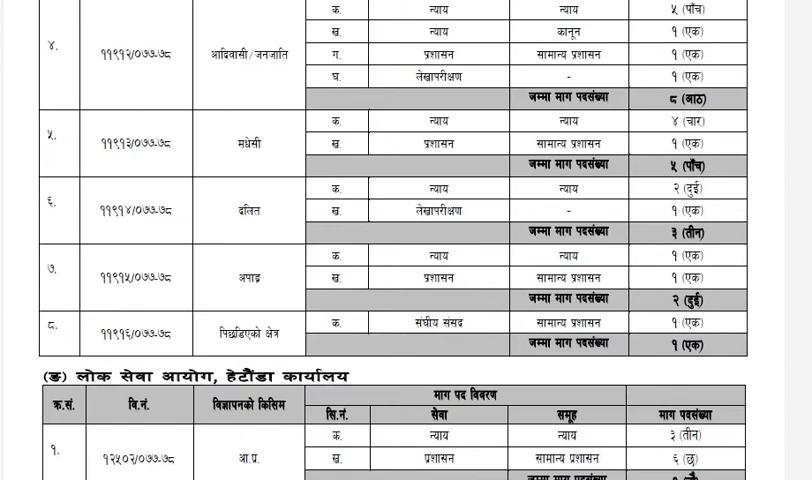 क. न्याय न्याय ५ (पाँच)
ख. न्याय कानून १ (एक)
४. ११९१२/०७७-७८ आदिवासी/जनजाति ग. प्रशासन सामान्य प्रशासन १ (एक)
घ. लेखापरीक्षण - १ (एक)
जम्मा माग पदसंख्या ८ (आठ)
क. न्याय न्याय ४ (चार)
५. ११९१३/०७७-७८ मधेसी ख. प्रशासन सामान्य प्रशासन १ (एक)
जम्मा माग पदसंख्या ५ (पाँच)
क. न्याय न्याय २ (दुई)
६. ११९१४/०७७-७८ दलित ख. लेखापरीक्षण - १ (एक)
जम्मा माग पदसंख्या ३ (तीन)
क. न्याय न्याय १ (एक)
७. ११९१५/०७७-७८ अपाङ्ग ख. प्रशासन सामान्य प्रशासन १ (एक)
जम्मा माग पदसंख्या २ (दुई)
८. ११९१६/०७७-७८ पिछडिएको क्षेत्र क. संघीय संसद सामान्य प्रशासन १ (एक)
जम्मा माग पदसंख्या १ (एक)
(ङ) लोक सेवा आयोग, हेटौंडा कार्यालय
माग पद विवरण
क्र.सं. वि.नं. विज्ञापनको किसिम सि.नं. सेवा समूह माग पदसंख्या
क. न्याय न्याय ३ (तीन)
१. १२५०२/०७७-७८ आ.प्र. ख. प्रशासन सामान्य प्रशासन ६ (छ)
जम्मा माग पदसंख्या ९ (नौ)